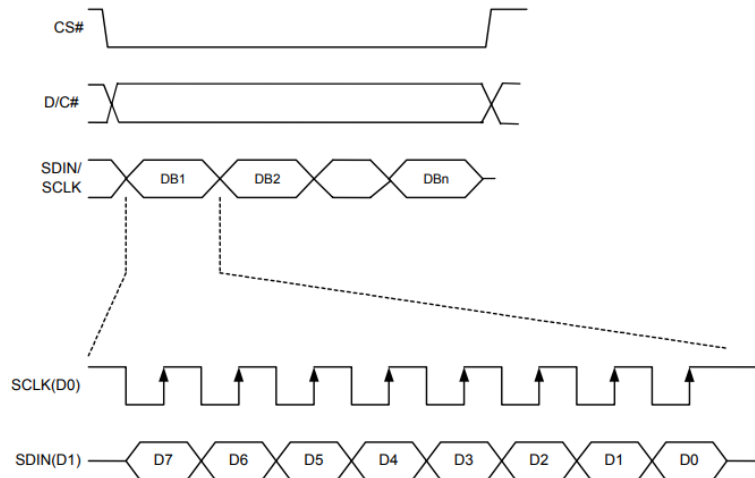 CS#
D/C#
SDIN/
SCLK
DB1 DB2 DBn
SCLK(D0)
SDIN(D1) D7 D6 D5 D4 D3 D2 D1 D0